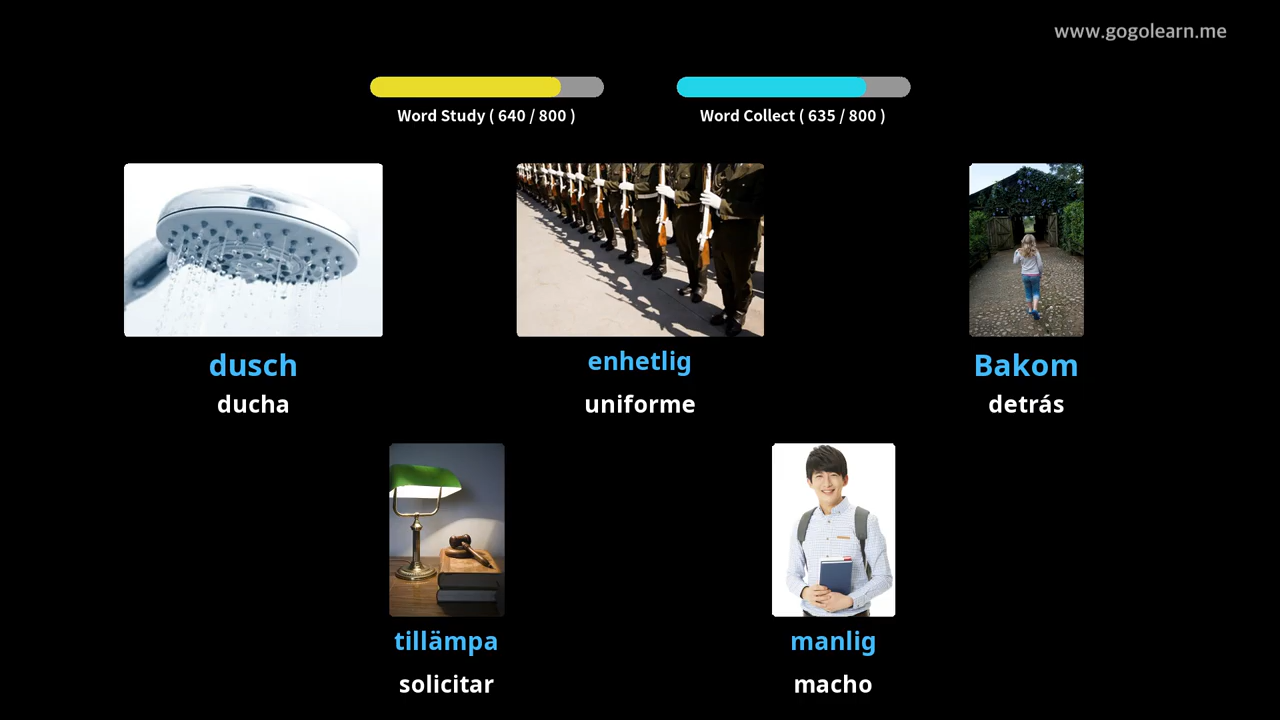 www.gogolearn.me
Word Study ( 640 / 800 )
Word Collect ( 635 / 800 )
dusch
ducha
enhetlig
uniforme
Bakom
detrás
tillämpa
solicitar
manlig
macho